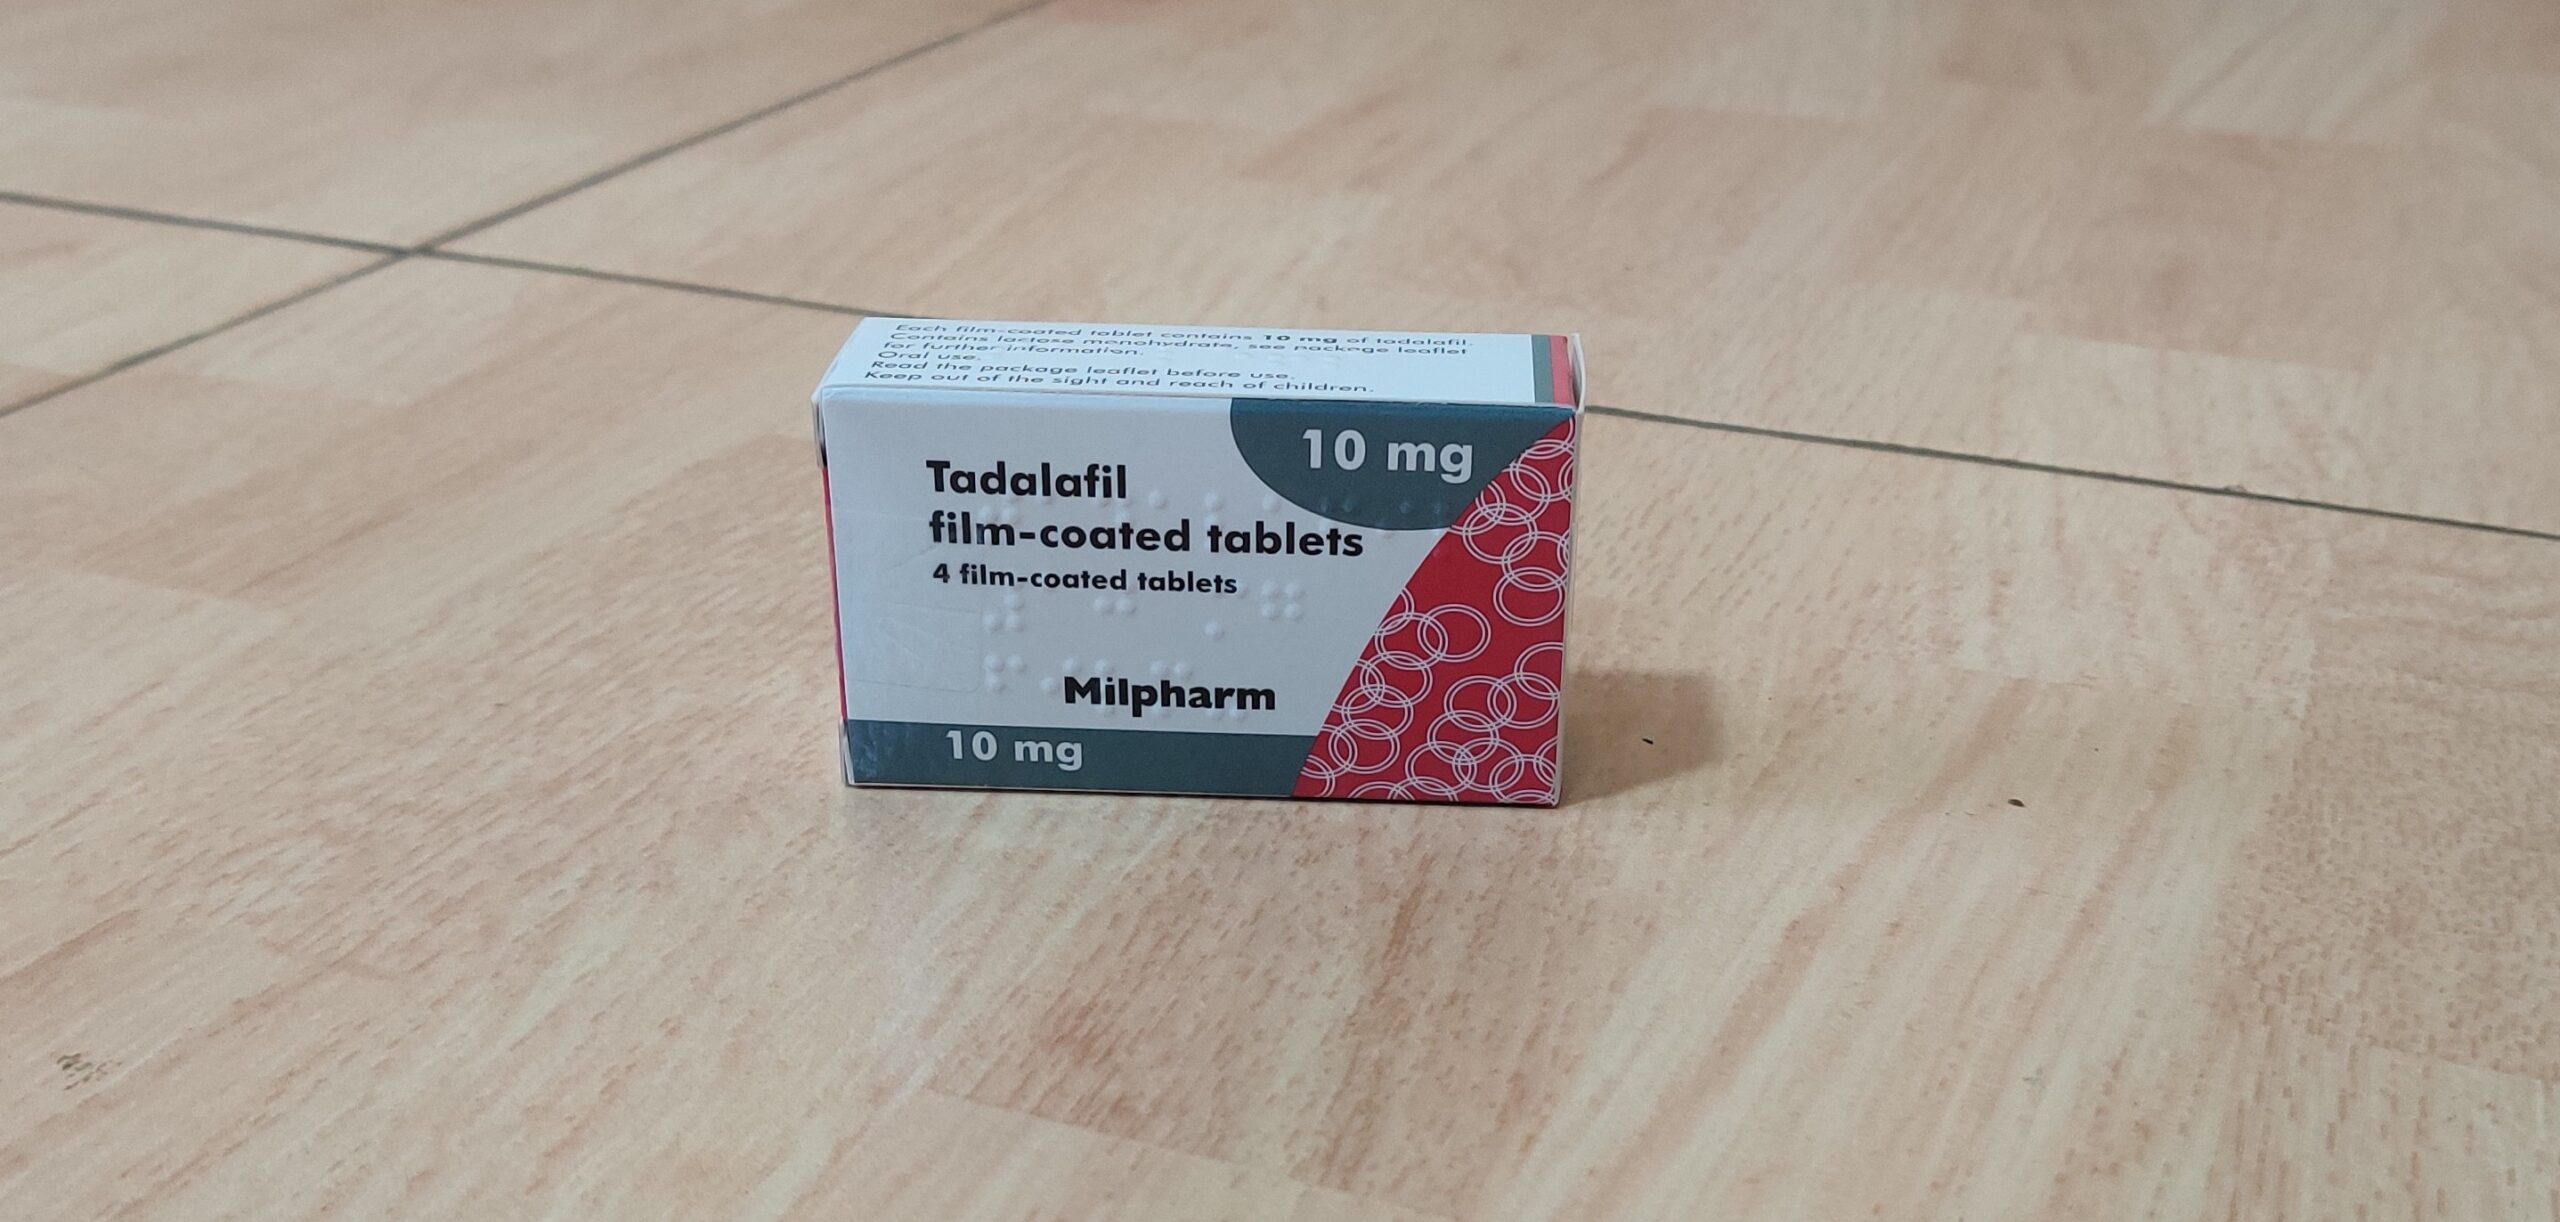 Each film-coated tablet contains 10 mg of tadalafil.
Contains lactose monohydrate, see package leaflet
for further information.
Oral use.
Read the package leaflet before use.
Keep out of the sight and reach of children.
10 mg
Tadalafil
film-coated tablets
4 film-coated tablets
Milpharm
10 mg